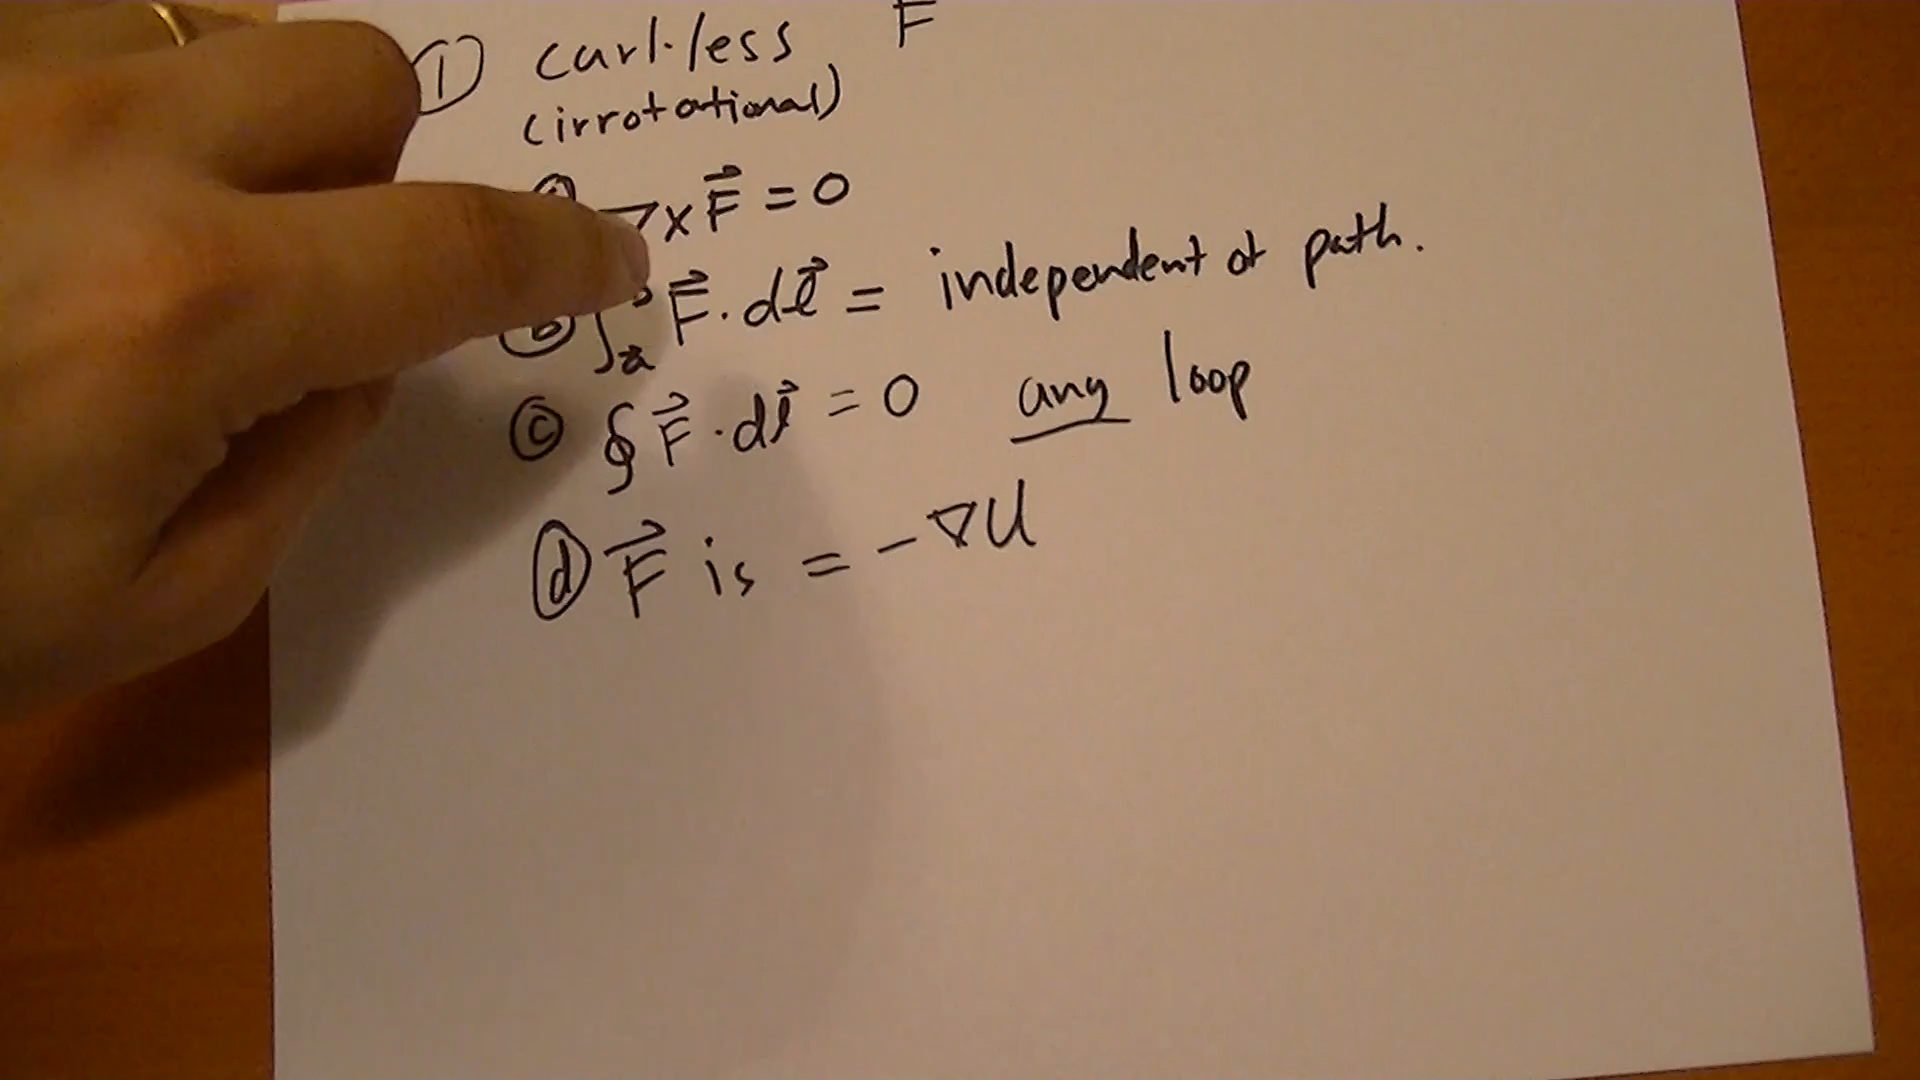 ① curl-less F
(irrotational)
ⓐ ∇ × F⃗ = 0
ⓑ ∫ₐ⃗ᵇ F⃗ · dℓ⃗ = independent of path.
ⓒ ∮ F⃗ · dℓ⃗ = 0 any loop
ⓓ F⃗ is = -∇U